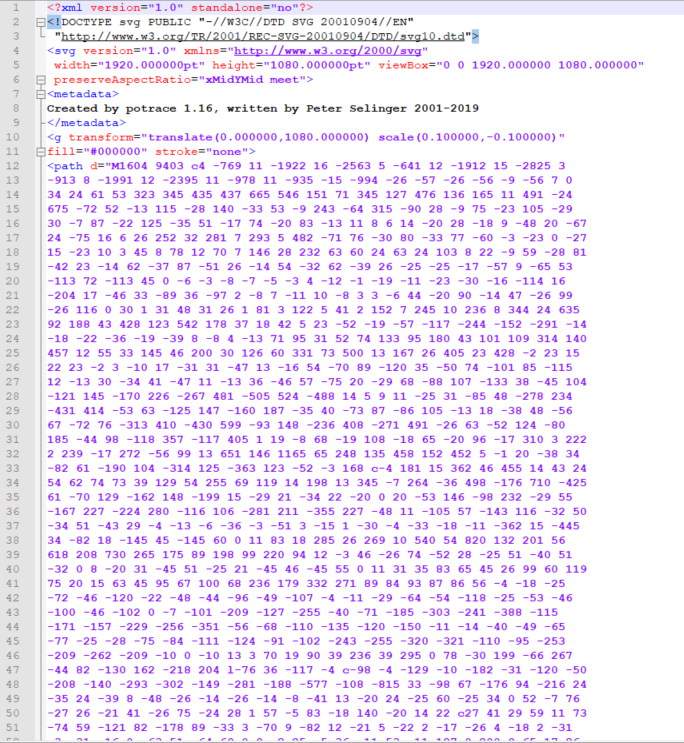 1 <?xml version="1.0" standalone="no"?>
2 <!DOCTYPE svg PUBLIC "-//W3C//DTD SVG 20010904//EN"
3 "http://www.w3.org/TR/2001/REC-SVG-20010904/DTD/svg10.dtd">
4 <svg version="1.0" xmlns="http://www.w3.org/2000/svg"
5 width="1920.000000pt" height="1080.000000pt" viewBox="0 0 1920.000000 1080.000000"
6 preserveAspectRatio="xMidYMid meet">
7 <metadata>
8 Created by potrace 1.16, written by Peter Selinger 2001-2019
9 </metadata>
10 <g transform="translate(0.000000,1080.000000) scale(0.100000,-0.100000)"
11 fill="#000000" stroke="none">
12 <path d="M1604 9403 c4 -769 11 -1922 16 -2563 5 -641 12 -1912 15 -2825 3
13 -913 8 -1991 12 -2395 11 -978 11 -935 -15 -994 -26 -57 -26 -56 -9 -56 7 0
14 34 24 61 53 323 345 435 437 665 546 151 71 345 127 476 136 165 11 491 -24
15 675 -72 52 -13 115 -28 140 -33 53 -9 243 -64 315 -90 28 -9 75 -23 105 -29
16 30 -7 87 -22 125 -35 51 -17 74 -20 83 -13 11 8 6 14 -20 28 -18 9 -48 20 -67
17 24 -75 16 6 26 252 32 281 7 293 5 482 -71 76 -30 80 -33 77 -60 -3 -23 0 -27
18 15 -23 10 3 45 8 78 12 70 7 146 28 232 63 60 24 63 24 103 8 22 -9 59 -28 81
19 -42 23 -14 62 -37 87 -51 26 -14 54 -32 62 -39 26 -25 -25 -17 -57 9 -65 53
20 -113 72 -113 45 0 -6 -3 -8 -7 -5 -3 4 -12 -1 -19 -11 -23 -30 -16 -114 16
21 -204 17 -46 33 -89 36 -97 2 -8 7 -11 10 -8 3 3 -6 44 -20 90 -14 47 -26 99
22 -26 116 0 30 1 31 48 31 26 1 81 3 122 5 41 2 152 7 245 10 236 8 344 24 635
23 92 188 43 428 123 542 178 37 18 42 5 23 -52 -19 -57 -117 -244 -152 -291 -14
24 -18 -22 -36 -19 -39 8 -8 4 -13 71 95 31 52 74 133 95 180 43 101 109 314 140
25 457 12 55 33 145 46 200 30 126 60 331 73 500 13 167 26 405 23 428 -2 23 15
26 22 23 -2 3 -10 17 -31 31 -47 13 -16 54 -70 89 -120 35 -50 74 -101 85 -115
27 12 -13 30 -34 41 -47 11 -13 36 -46 57 -75 20 -29 68 -88 107 -133 38 -45 104
28 -121 145 -170 226 -267 481 -505 524 -488 14 5 9 11 -25 31 -85 48 -278 234
29 -431 414 -53 63 -125 147 -160 187 -35 40 -73 87 -86 105 -13 18 -38 48 -56
30 67 -72 76 -313 410 -430 599 -93 148 -236 408 -271 491 -26 63 -52 124 -80
31 185 -44 98 -118 357 -117 405 1 19 -8 68 -19 108 -18 65 -20 96 -17 310 3 222
32 2 239 -17 272 -56 99 13 651 146 1165 65 248 135 458 152 452 5 -1 20 -38 34
33 -82 61 -190 104 -314 125 -363 123 -52 -3 168 c-4 181 15 362 46 455 14 43 24
34 54 62 74 73 39 129 54 255 69 119 14 198 13 345 -7 264 -36 498 -176 710 -425
35 61 -70 129 -162 148 -199 15 -29 21 -34 22 -20 0 20 -53 146 -98 232 -29 55
36 -167 227 -224 280 -116 106 -281 211 -355 227 -48 11 -105 57 -143 116 -32 50
37 -34 51 -43 29 -4 -13 -6 -36 -3 -51 3 -15 1 -30 -4 -33 -18 -11 -362 15 -445
38 34 -82 18 -145 45 -145 60 0 11 83 18 285 26 269 10 540 54 820 132 201 56
39 618 208 730 265 175 89 198 99 220 94 12 -3 46 -26 74 -52 28 -25 51 -40 51
40 -32 0 8 -20 31 -45 51 -25 21 -45 46 -45 55 0 11 31 35 83 65 45 26 99 60 119
41 75 20 15 63 45 95 67 100 68 236 179 332 271 89 84 93 87 86 56 -4 -18 -25
42 -72 -46 -120 -22 -48 -44 -96 -49 -107 -4 -11 -29 -64 -54 -118 -25 -53 -46
43 -100 -46 -102 0 -7 -101 -209 -127 -255 -40 -71 -185 -303 -241 -388 -115
44 -171 -157 -229 -256 -351 -56 -68 -110 -135 -120 -150 -11 -14 -40 -49 -65
45 -77 -25 -28 -75 -84 -111 -124 -91 -102 -243 -255 -320 -321 -110 -95 -253
46 -209 -262 -209 -10 0 -10 13 3 70 19 90 39 236 39 295 0 78 -30 199 -66 267
47 -44 82 -130 162 -218 204 l-76 36 -117 -4 c-98 -4 -129 -10 -182 -31 -120 -50
48 -208 -140 -293 -302 -149 -281 -188 -577 -108 -815 33 -98 67 -176 94 -216 24
49 -35 24 -39 8 -48 -26 -14 -26 -14 -8 -41 13 -20 24 -25 60 -25 34 0 52 -7 76
50 -27 26 -21 41 -26 75 -24 28 1 57 -5 83 -18 140 -20 14 22 c27 41 29 59 11 73
51 -74 59 -121 82 -178 89 -33 3 -70 9 -82 12 -21 5 -22 2 -17 -26 4 -18 2 -31